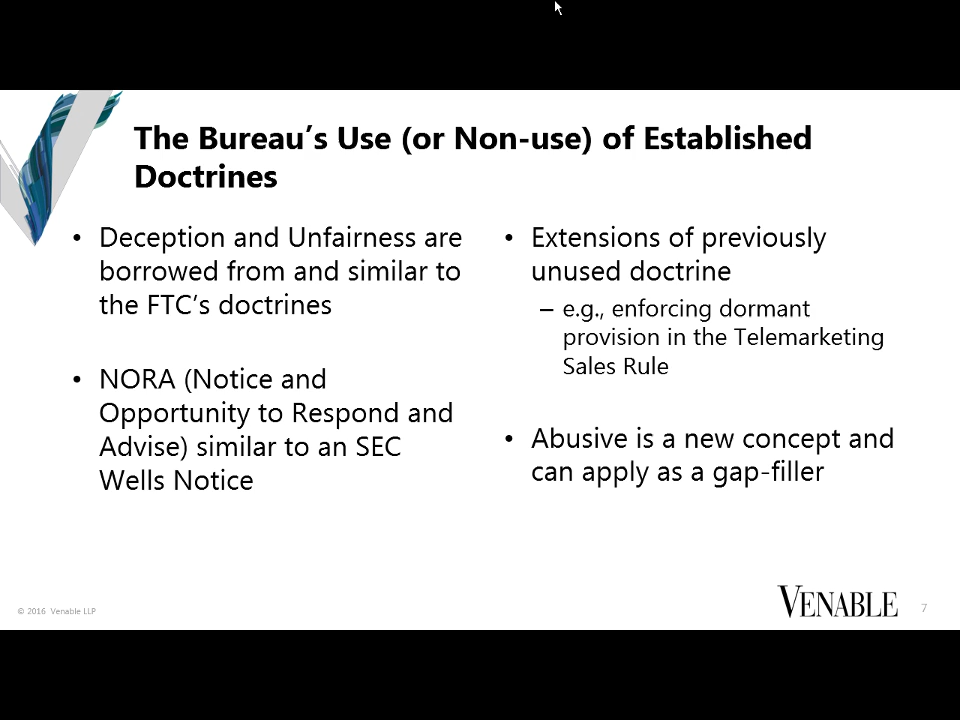 The Bureau’s Use (or Non-use) of Established
Doctrines
• Deception and Unfairness are
borrowed from and similar to
the FTC’s doctrines
• NORA (Notice and
Opportunity to Respond and
Advise) similar to an SEC
Wells Notice
• Extensions of previously
unused doctrine
– e.g., enforcing dormant
provision in the Telemarketing
Sales Rule
• Abusive is a new concept and
can apply as a gap-filler
© 2016 Venable LLP
VENABLE
7